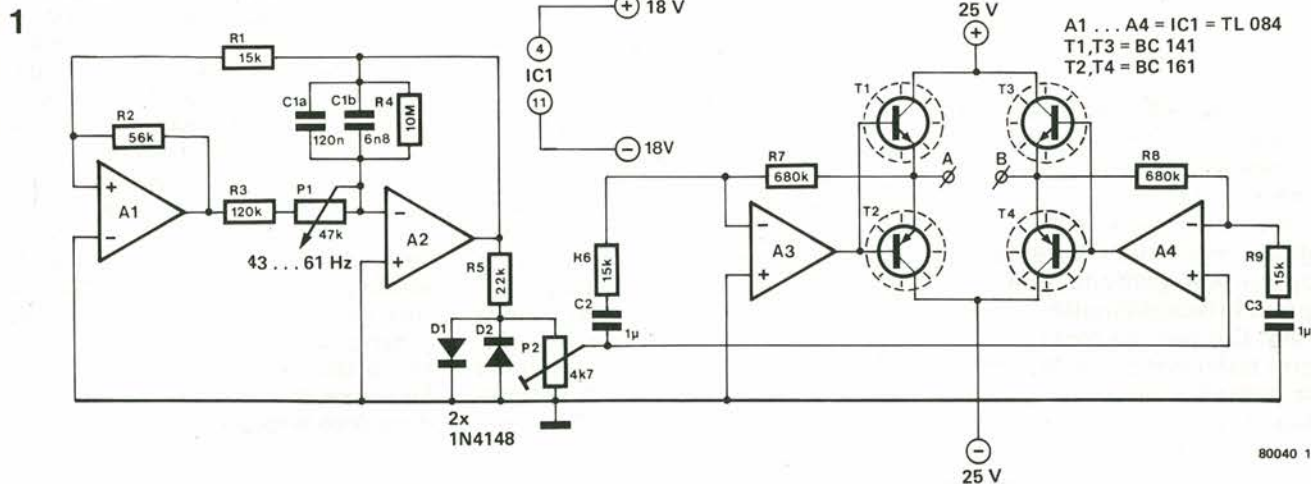 1
R1
15k
C1a
C1b
R4
10M
120n
6n8
R2
56k
+
A1
−
R3
120k
P1
47k
43 ... 61 Hz
−
A2
+
R5
2.2k
D1
D2
P2
4k7
2x
1N4148
+ 18 V
4
IC1
11
− 18V
R6
15k
C2
1µ
R7
680k
−
A3
+
T1
T2
A
25 V
+
B
T3
T4
−
25 V
R8
680k
−
A4
+
R9
15k
C3
1µ
A1 ... A4 = IC1 = TL 084
T1,T3 = BC 141
T2,T4 = BC 161
80040 1